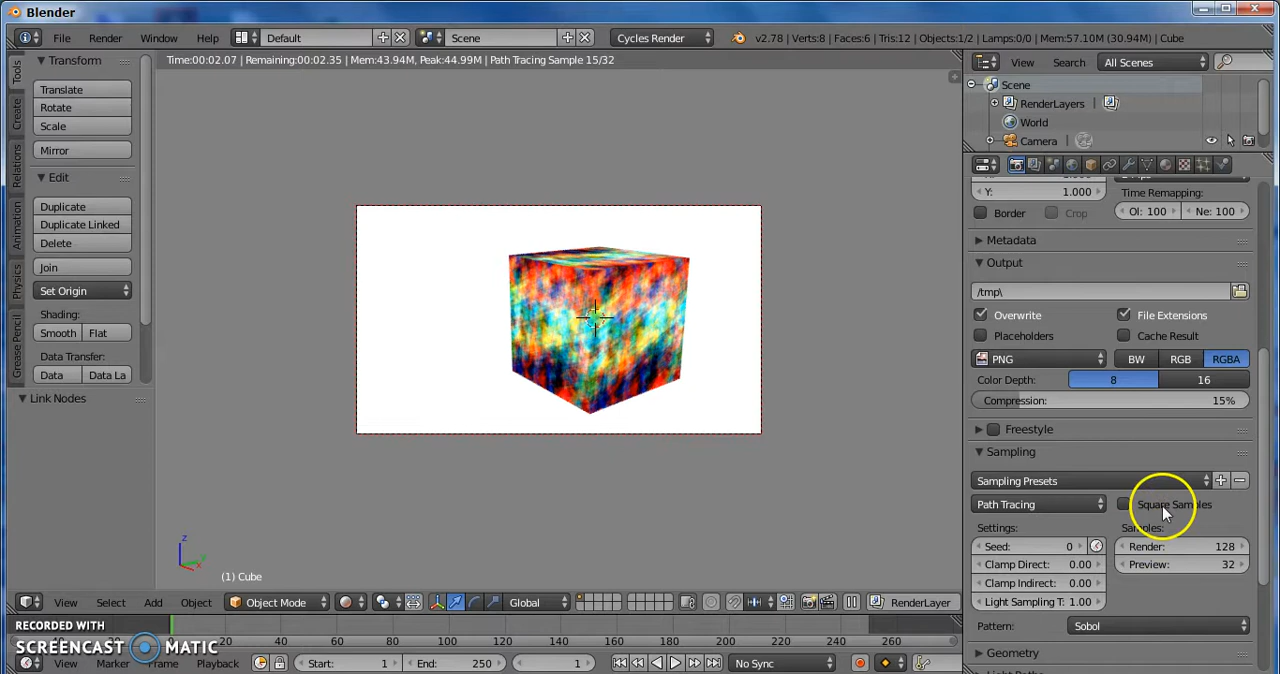 Blender
File Render Window Help Default Scene Cycles Render v2.78 | Verts:8 | Faces:6 | Tris:12 | Objects:1/2 | Lamps:0/0 | Mem:57.10M (30.94M) | Cube
Time:00:02.07 | Remaining:00:02.35 | Mem:43.94M, Peak:44.99M | Path Tracing Sample 15/32
View Search All Scenes
Scene
RenderLayers
World
Camera
Tools
Create
Relations
Animation
Physics
Grease Pencil
Transform
Translate
Rotate
Scale
Mirror
Edit
Duplicate
Duplicate Linked
Delete
Join
Set Origin
Shading:
Smooth Flat
Data Transfer:
Data Data La
Link Nodes
z
y
x
(1) Cube
Y: 1.000
Time Remapping:
Border Crop Ol: 100 Ne: 100
Metadata
Output
/tmp\
Overwrite File Extensions
Placeholders Cache Result
PNG BW RGB RGBA
Color Depth: 8 16
Compression: 15%
Freestyle
Sampling
Sampling Presets
Path Tracing Square Samples
Settings: Samples:
Seed: 0 Render: 128
Clamp Direct: 0.00 Preview: 32
Clamp Indirect: 0.00
Light Sampling T: 1.00
Pattern: Sobol
Geometry
View Select Add Object Object Mode Global RenderLayer
RECORDED WITH
SCREENCAST MATIC
0 20 40 60 80 100 120 140 160 180 200 220 240 260
View Marker Frame Playback Start: 1 End: 250 1 No Sync